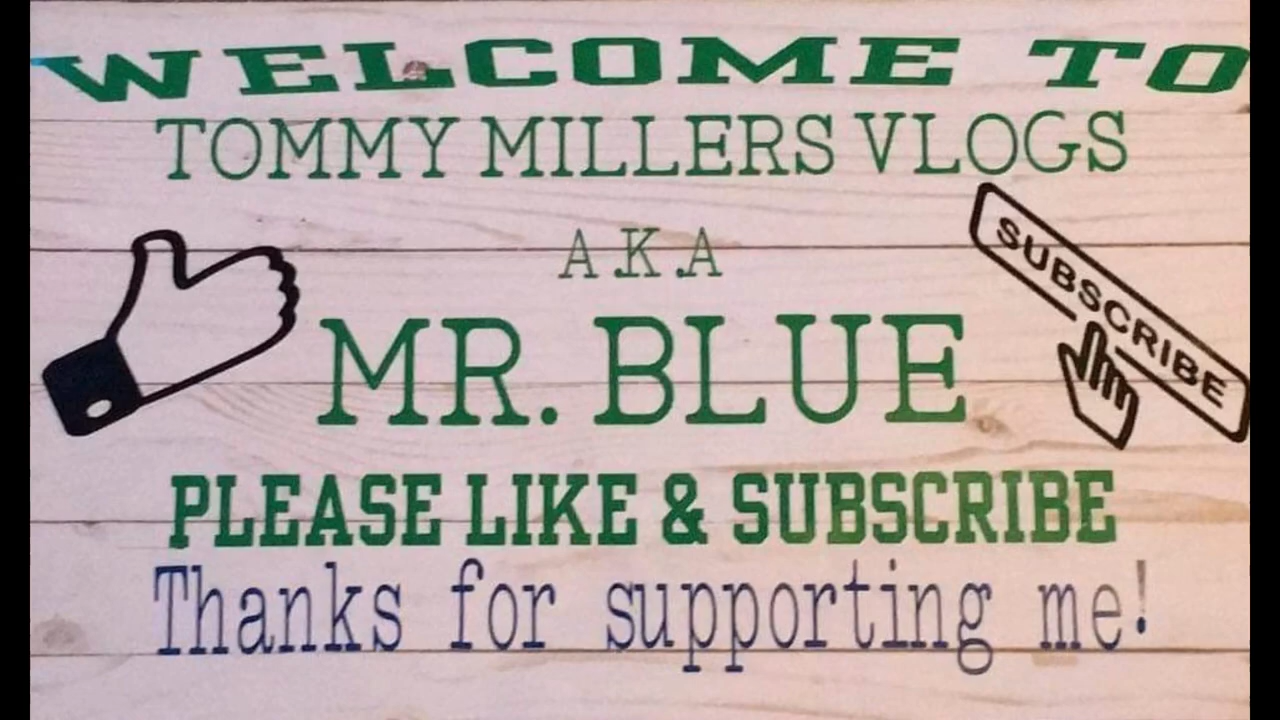 WELCOME TO
TOMMY MILLERS VLOGS
A.K.A
MR. BLUE
SUBSCRIBE
PLEASE LIKE & SUBSCRIBE
Thanks for supporting me!